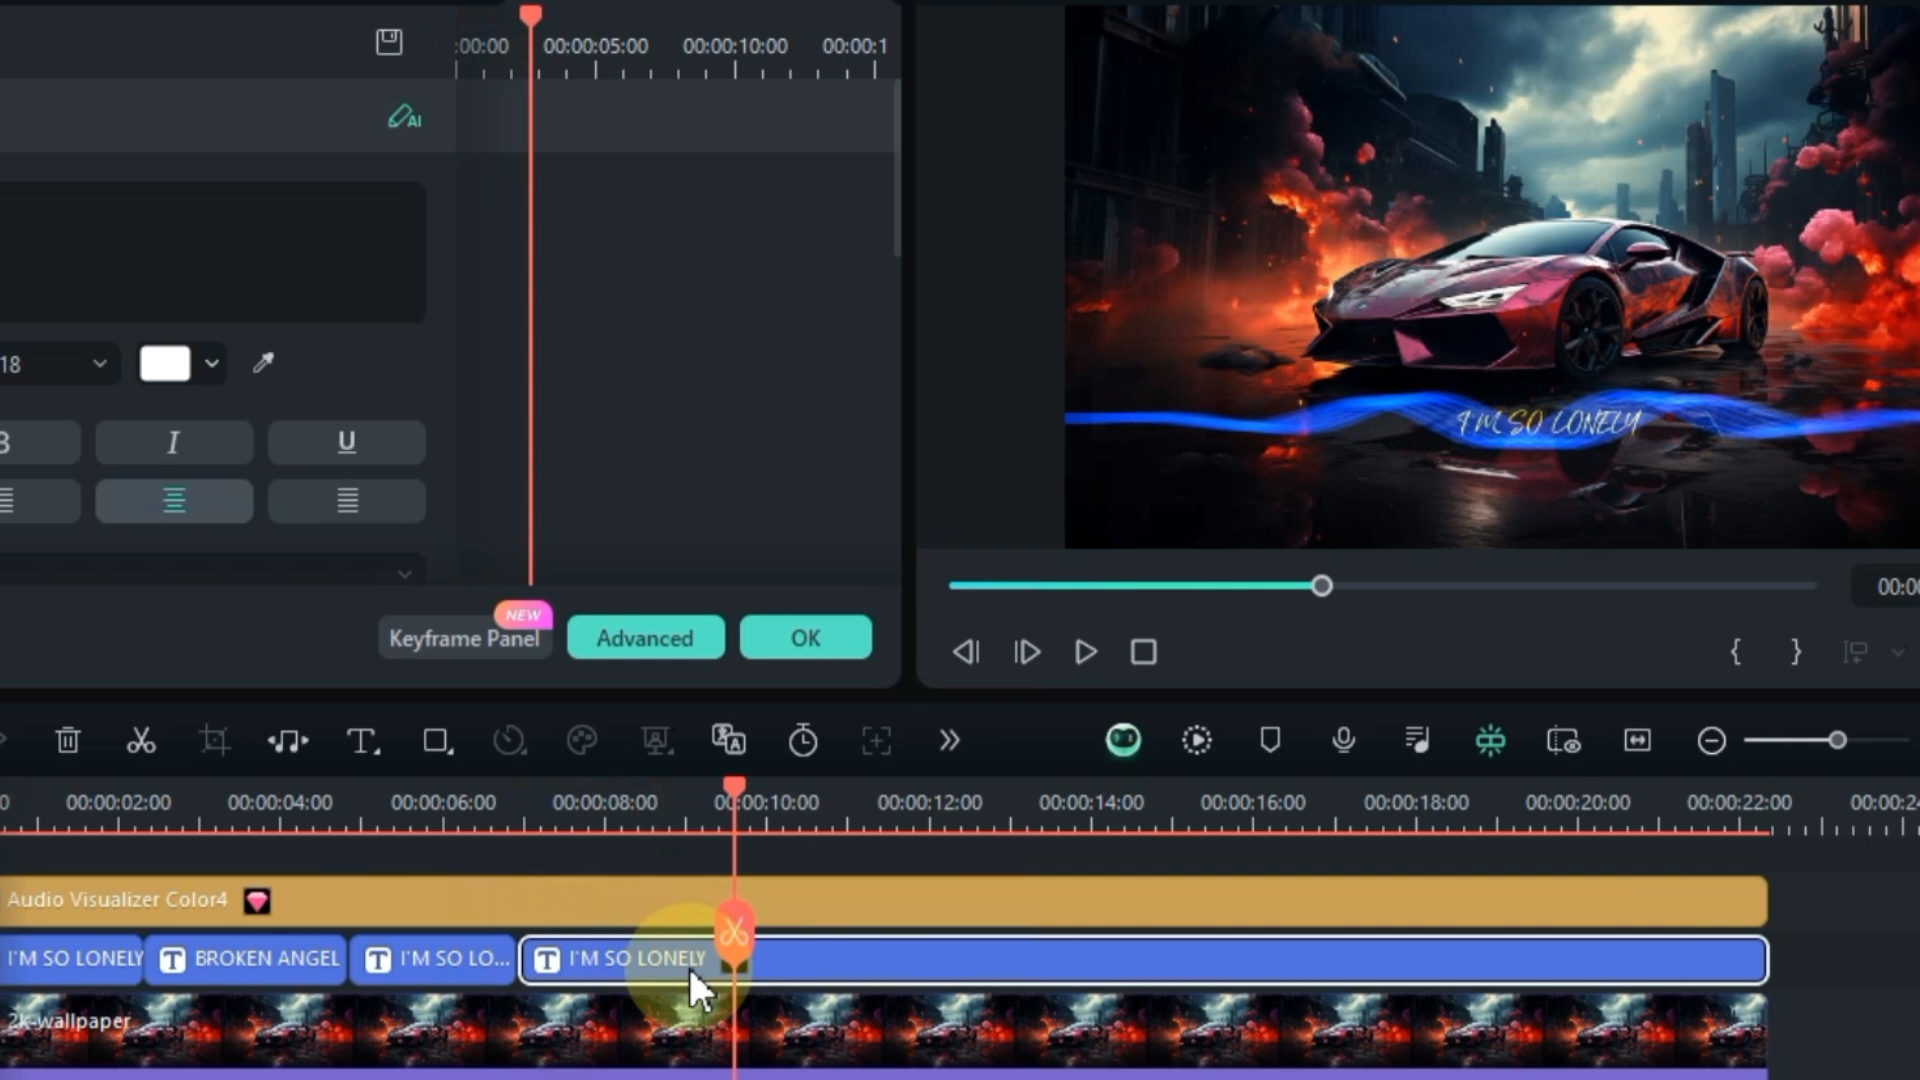 :00:00 00:00:05:00 00:00:10:00 00:00:1
AI
18
I'M SO LONELY
B I U
NEW
Keyframe Panel Advanced OK
00:00
{ }
0 00:00:02:00 00:00:04:00 00:00:06:00 00:00:08:00 00:00:10:00 00:00:12:00 00:00:14:00 00:00:16:00 00:00:18:00 00:00:20:00 00:00:22:00 00:00:24
Audio Visualizer Color4
I'M SO LONELY T BROKEN ANGEL T I'M SO LO... T I'M SO LONELY
2k-wallpaper